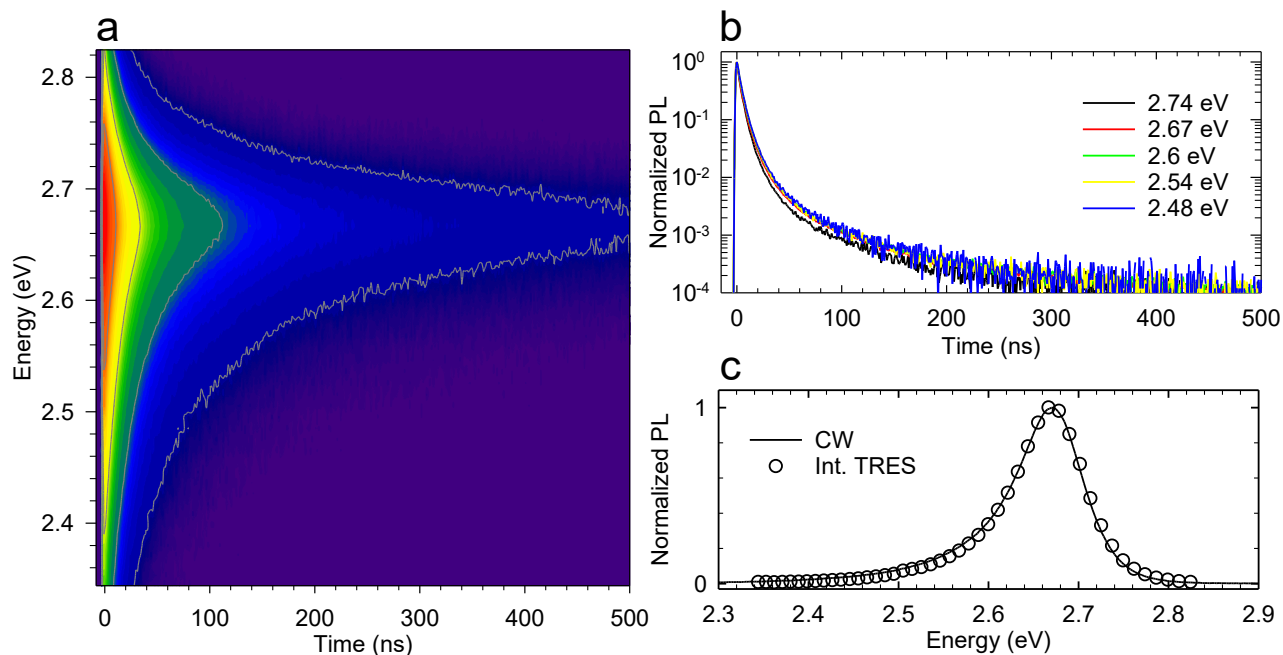 a
2.8
2.7
2.6
2.5
2.4
Energy (eV)
0 100 200 300 400 500
Time (ns)
b
10^0
10^-1
10^-2
10^-3
10^-4
Normalized PL
2.74 eV
2.67 eV
2.6 eV
2.54 eV
2.48 eV
0 100 200 300 400 500
Time (ns)
c
1
0
Normalized PL
CW
Int. TRES
2.3 2.4 2.5 2.6 2.7 2.8 2.9
Energy (eV)